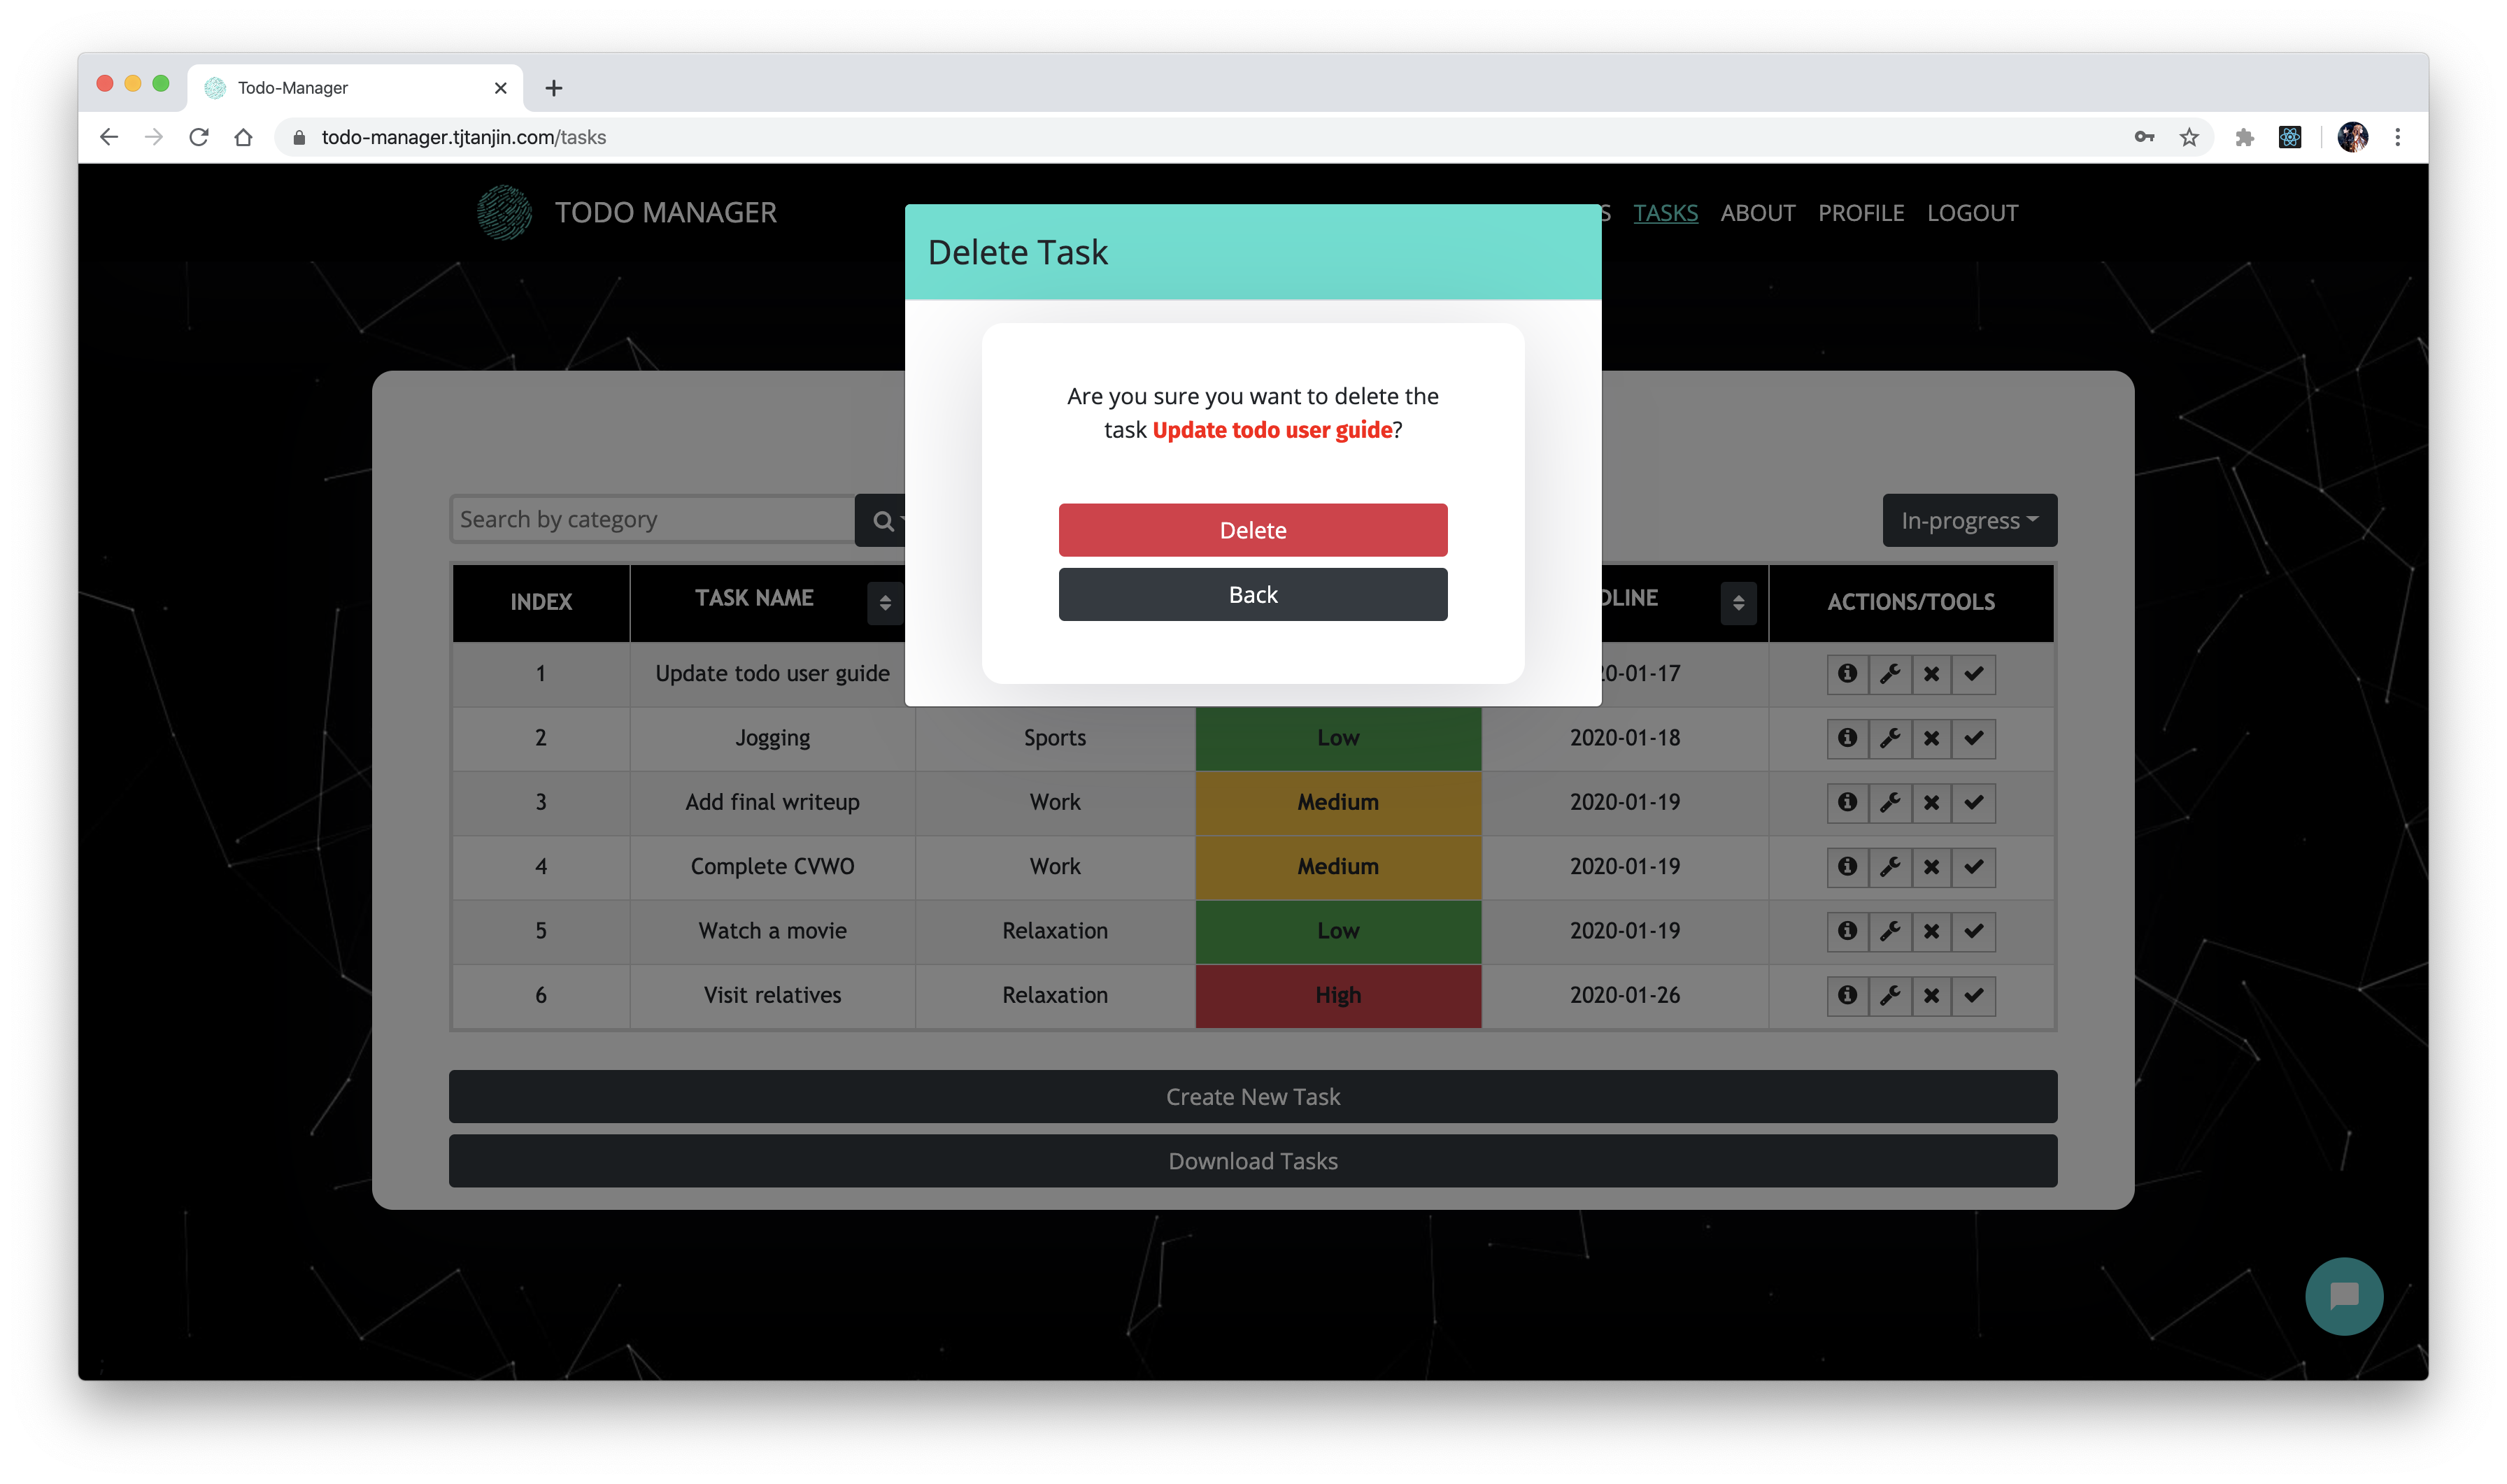 Todo-Manager
todo-manager.tjtanjin.com/tasks
TODO MANAGER
S TASKS ABOUT PROFILE LOGOUT
Delete Task
Are you sure you want to delete the
task Update todo user guide?
Delete
Back
Search by category
In-progress
INDEX TASK NAME DLINE ACTIONS/TOOLS
1 Update todo user guide 0-01-17
2 Jogging Sports Low 2020-01-18
3 Add final writeup Work Medium 2020-01-19
4 Complete CVWO Work Medium 2020-01-19
5 Watch a movie Relaxation Low 2020-01-19
6 Visit relatives Relaxation High 2020-01-26
Create New Task
Download Tasks